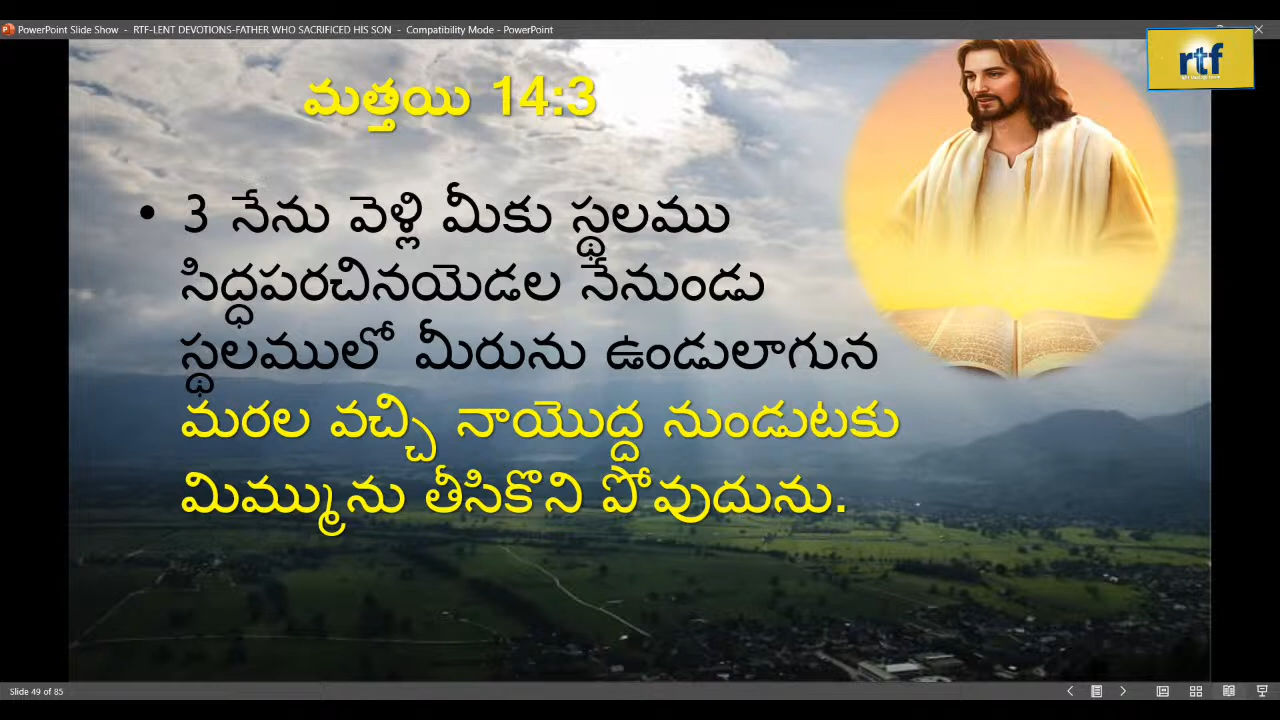 PowerPoint Slide Show - RTF-LENT DEVOTIONS-FATHER WHO SACRIFICED HIS SON - Compatibility Mode - PowerPoint
rtf
మత్తయి 14:3
• 3 నేను వెళ్లి మీకు స్థలము
సిద్ధపరచినయెడల నేనుండు
స్థలములో మీరును ఉండులాగున
మరల వచ్చి నాయొద్ద నుండుటకు
మిమ్మును తీసికొని పోవుదును.
Slide 49 of 85